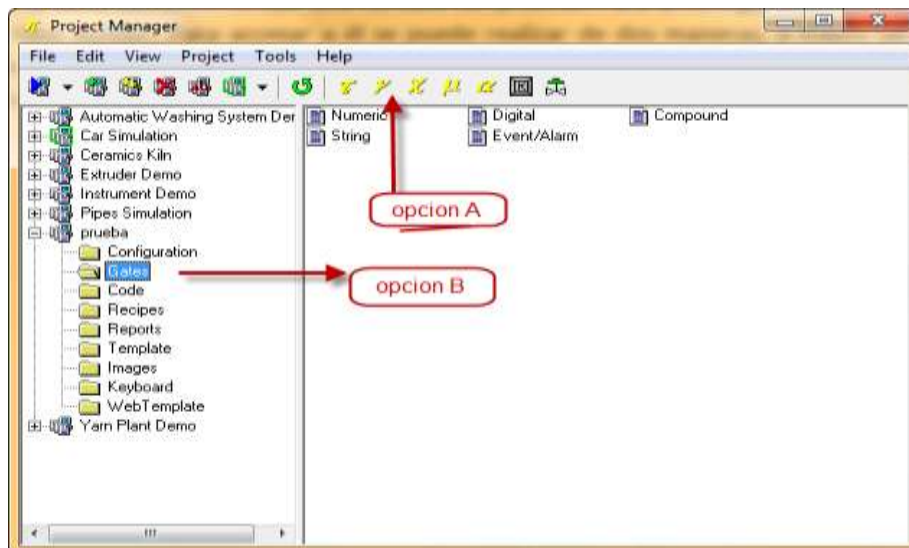 Project Manager
File Edit View Project Tools Help
Automatic Washing System Der
Car Simulation
Ceramics Kiln
Extruder Demo
Instrument Demo
Pipes Simulation
prueba
Configuration
Gates
Code
Recipes
Reports
Template
Images
Keyboard
WebTemplate
Yarn Plant Demo
Numeric Digital Compound
String Event/Alarm
opcion A
opcion B